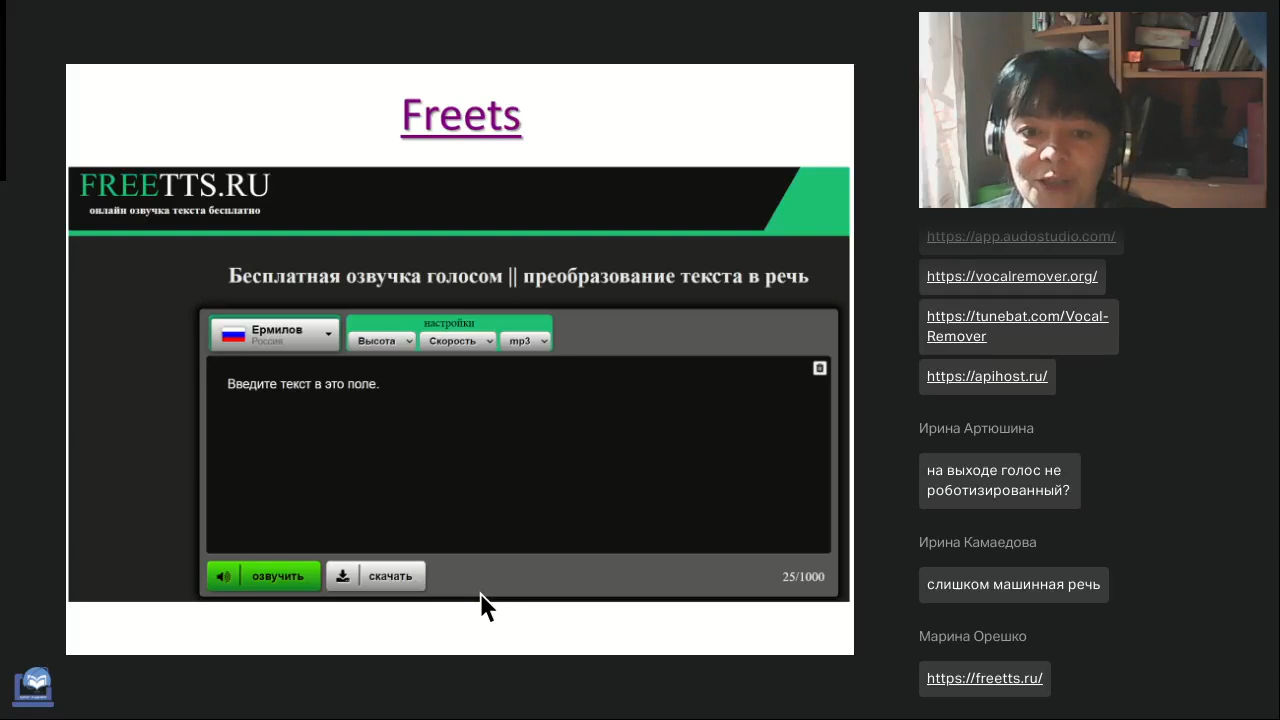 Freets
FREETTS.RU
онлайн озвучка текста бесплатно
Бесплатная озвучка голосом || преобразование текста в речь
Ермилов
Россия
настройки
Высота
Скорость
mp3
Введите текст в это поле.
озвучить
скачать
25/1000
https://app.audostudio.com/
https://vocalremover.org/
https://tunebat.com/Vocal-
Remover
https://apihost.ru/
Ирина Артюшина
на выходе голос не
роботизированный?
Ирина Камаедова
слишком машинная речь
Марина Орешко
https://freetts.ru/